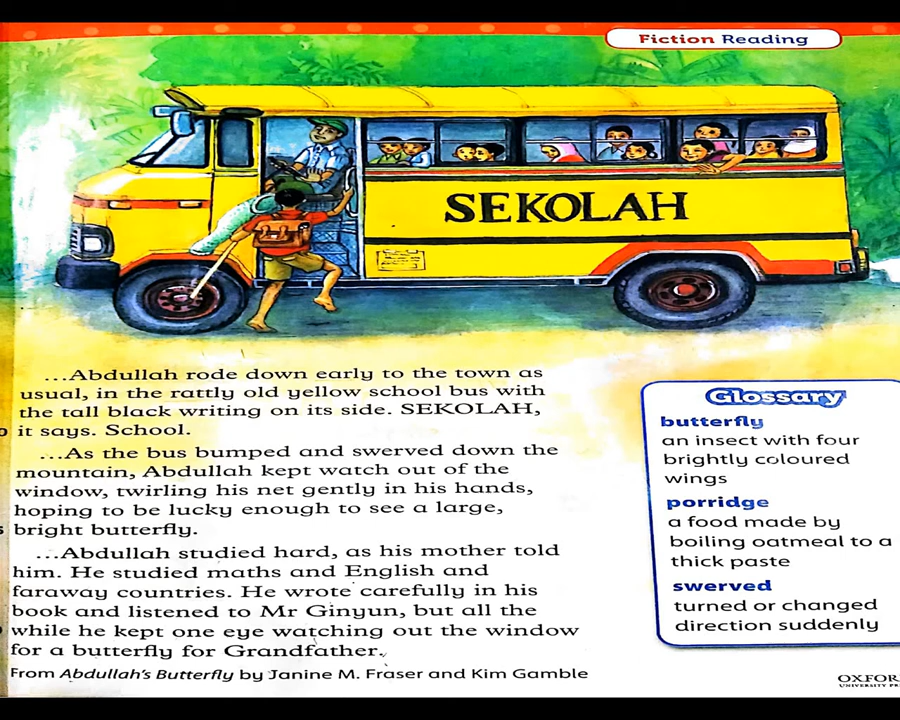 Fiction Reading
SEKOLAH
...Abdullah rode down early to the town as
usual, in the rattly old yellow school bus with
the tall black writing on its side. SEKOLAH,
it says. School.
...As the bus bumped and swerved down the
mountain, Abdullah kept watch out of the
window, twirling his net gently in his hands,
hoping to be lucky enough to see a large,
bright butterfly.
...Abdullah studied hard, as his mother told
him. He studied maths and English and
faraway countries. He wrote carefully in his
book and listened to Mr Ginyun, but all the
while he kept one eye watching out the window
for a butterfly for Grandfather.
From Abdullah's Butterfly by Janine M. Fraser and Kim Gamble
Glossary
butterfly
an insect with four
brightly coloured
wings
porridge
a food made by
boiling oatmeal to a
thick paste
swerved
turned or changed
direction suddenly
OXFOR
UNIVERSITY